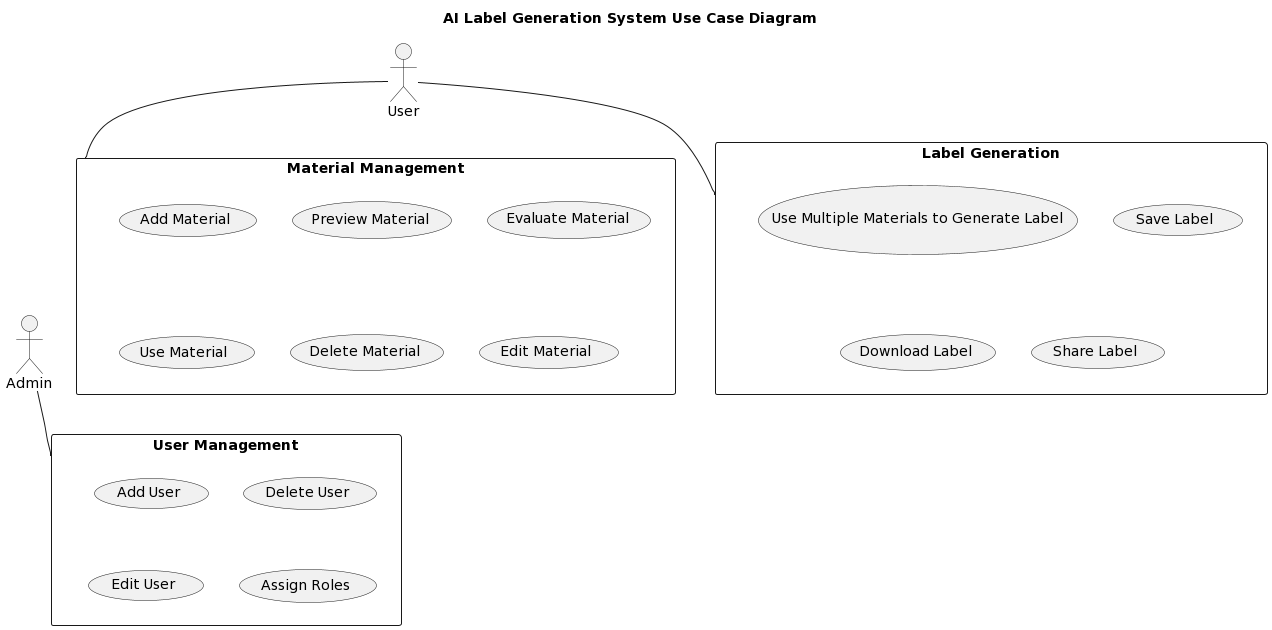 AI Label Generation System Use Case Diagram
User
Material Management
Add Material
Preview Material
Evaluate Material
Use Material
Delete Material
Edit Material
Label Generation
Use Multiple Materials to Generate Label
Save Label
Download Label
Share Label
Admin
User Management
Add User
Delete User
Edit User
Assign Roles